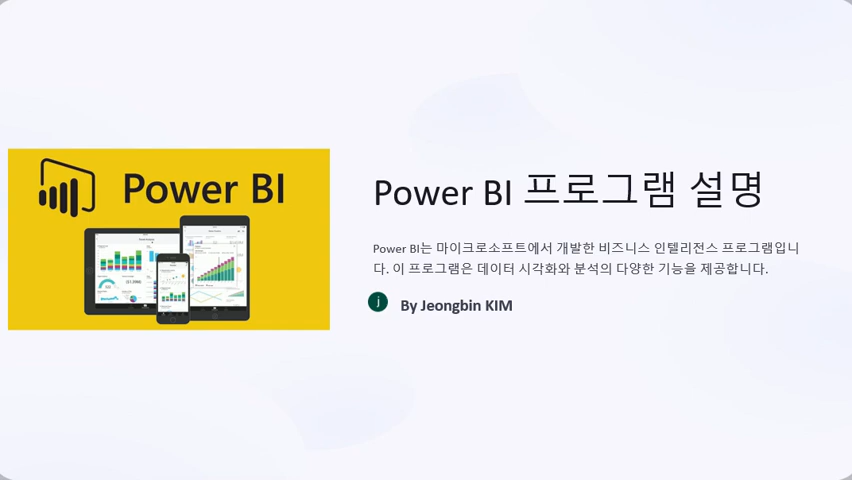 Power BI
Power BI 프로그램 설명
Power BI는 마이크로소프트에서 개발한 비즈니스 인텔리전스 프로그램입니
다. 이 프로그램은 데이터 시각화와 분석의 다양한 기능을 제공합니다.
j
By Jeongbin KIM